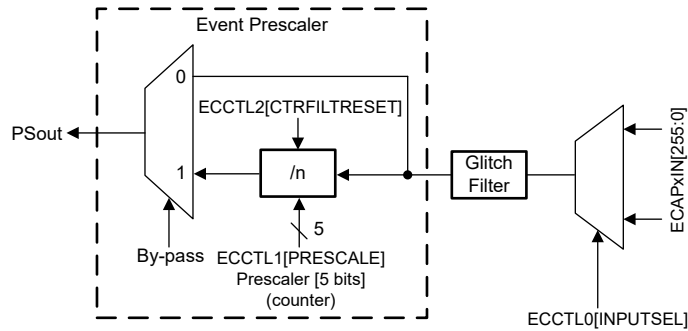 Event Prescaler
0
ECCTL2[CTRFILTRESET]
PSout
1
/n
Glitch
Filter
ECAPxIN[255:0]
5
By-pass
ECCTL1[PRESCALE]
Prescaler [5 bits]
(counter)
ECCTL0[INPUTSEL]